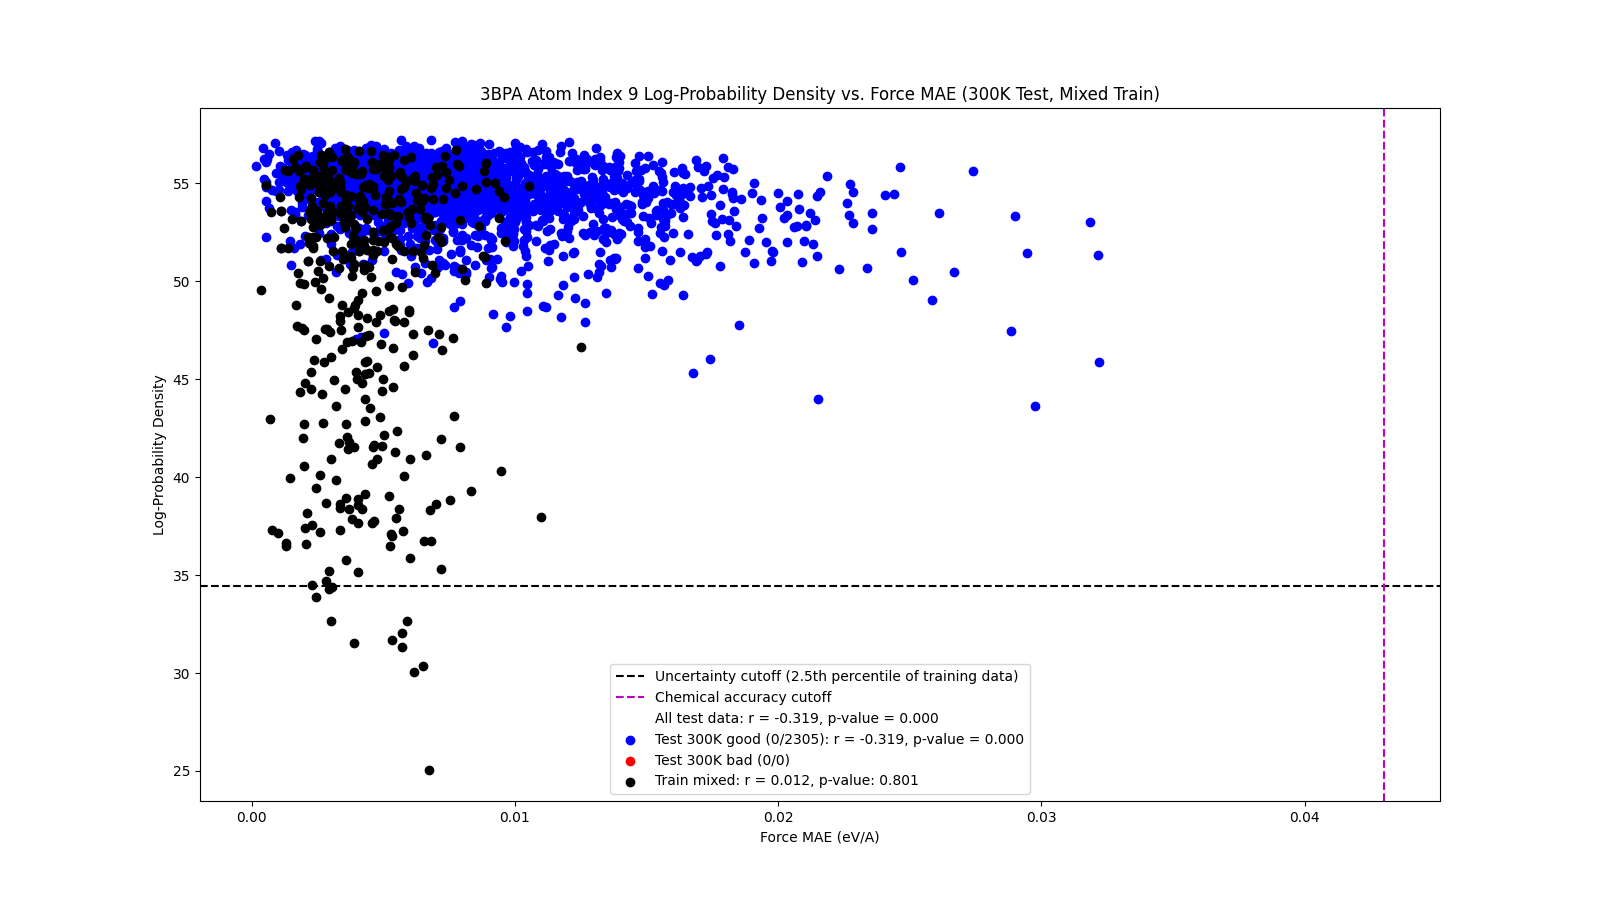 3BPA Atom Index 9 Log-Probability Density vs. Force MAE (300K Test, Mixed Train)
Log-Probability Density
55
50
45
40
35
30
25
Uncertainty cutoff (2.5th percentile of training data)
Chemical accuracy cutoff
All test data: r = -0.319, p-value = 0.000
Test 300K good (0/2305): r = -0.319, p-value = 0.000
Test 300K bad (0/0)
Train mixed: r = 0.012, p-value: 0.801
0.00 0.01 0.02 0.03 0.04
Force MAE (eV/A)